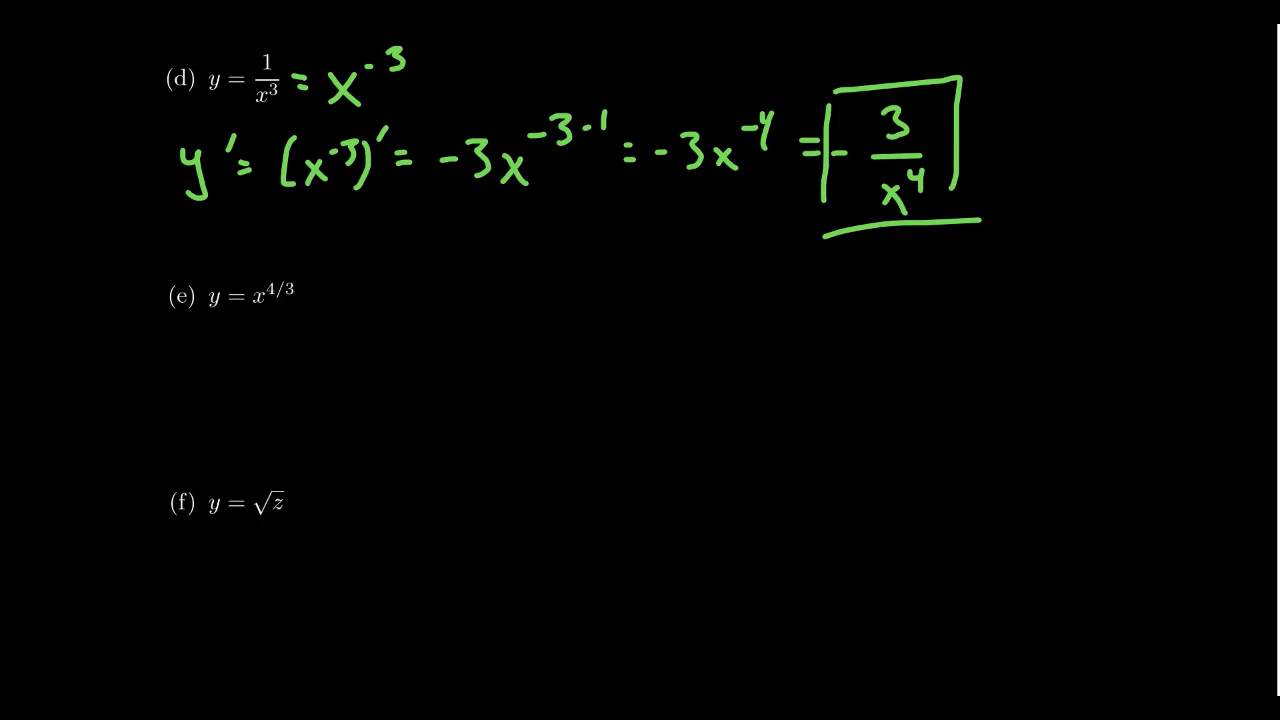 (d) y = 1/x³ = x⁻³
y' = (x⁻³)' = -3x⁻³⁻¹ = -3x⁻⁴ = -3/x⁴
(e) y = x^{4/3}
(f) y = √z